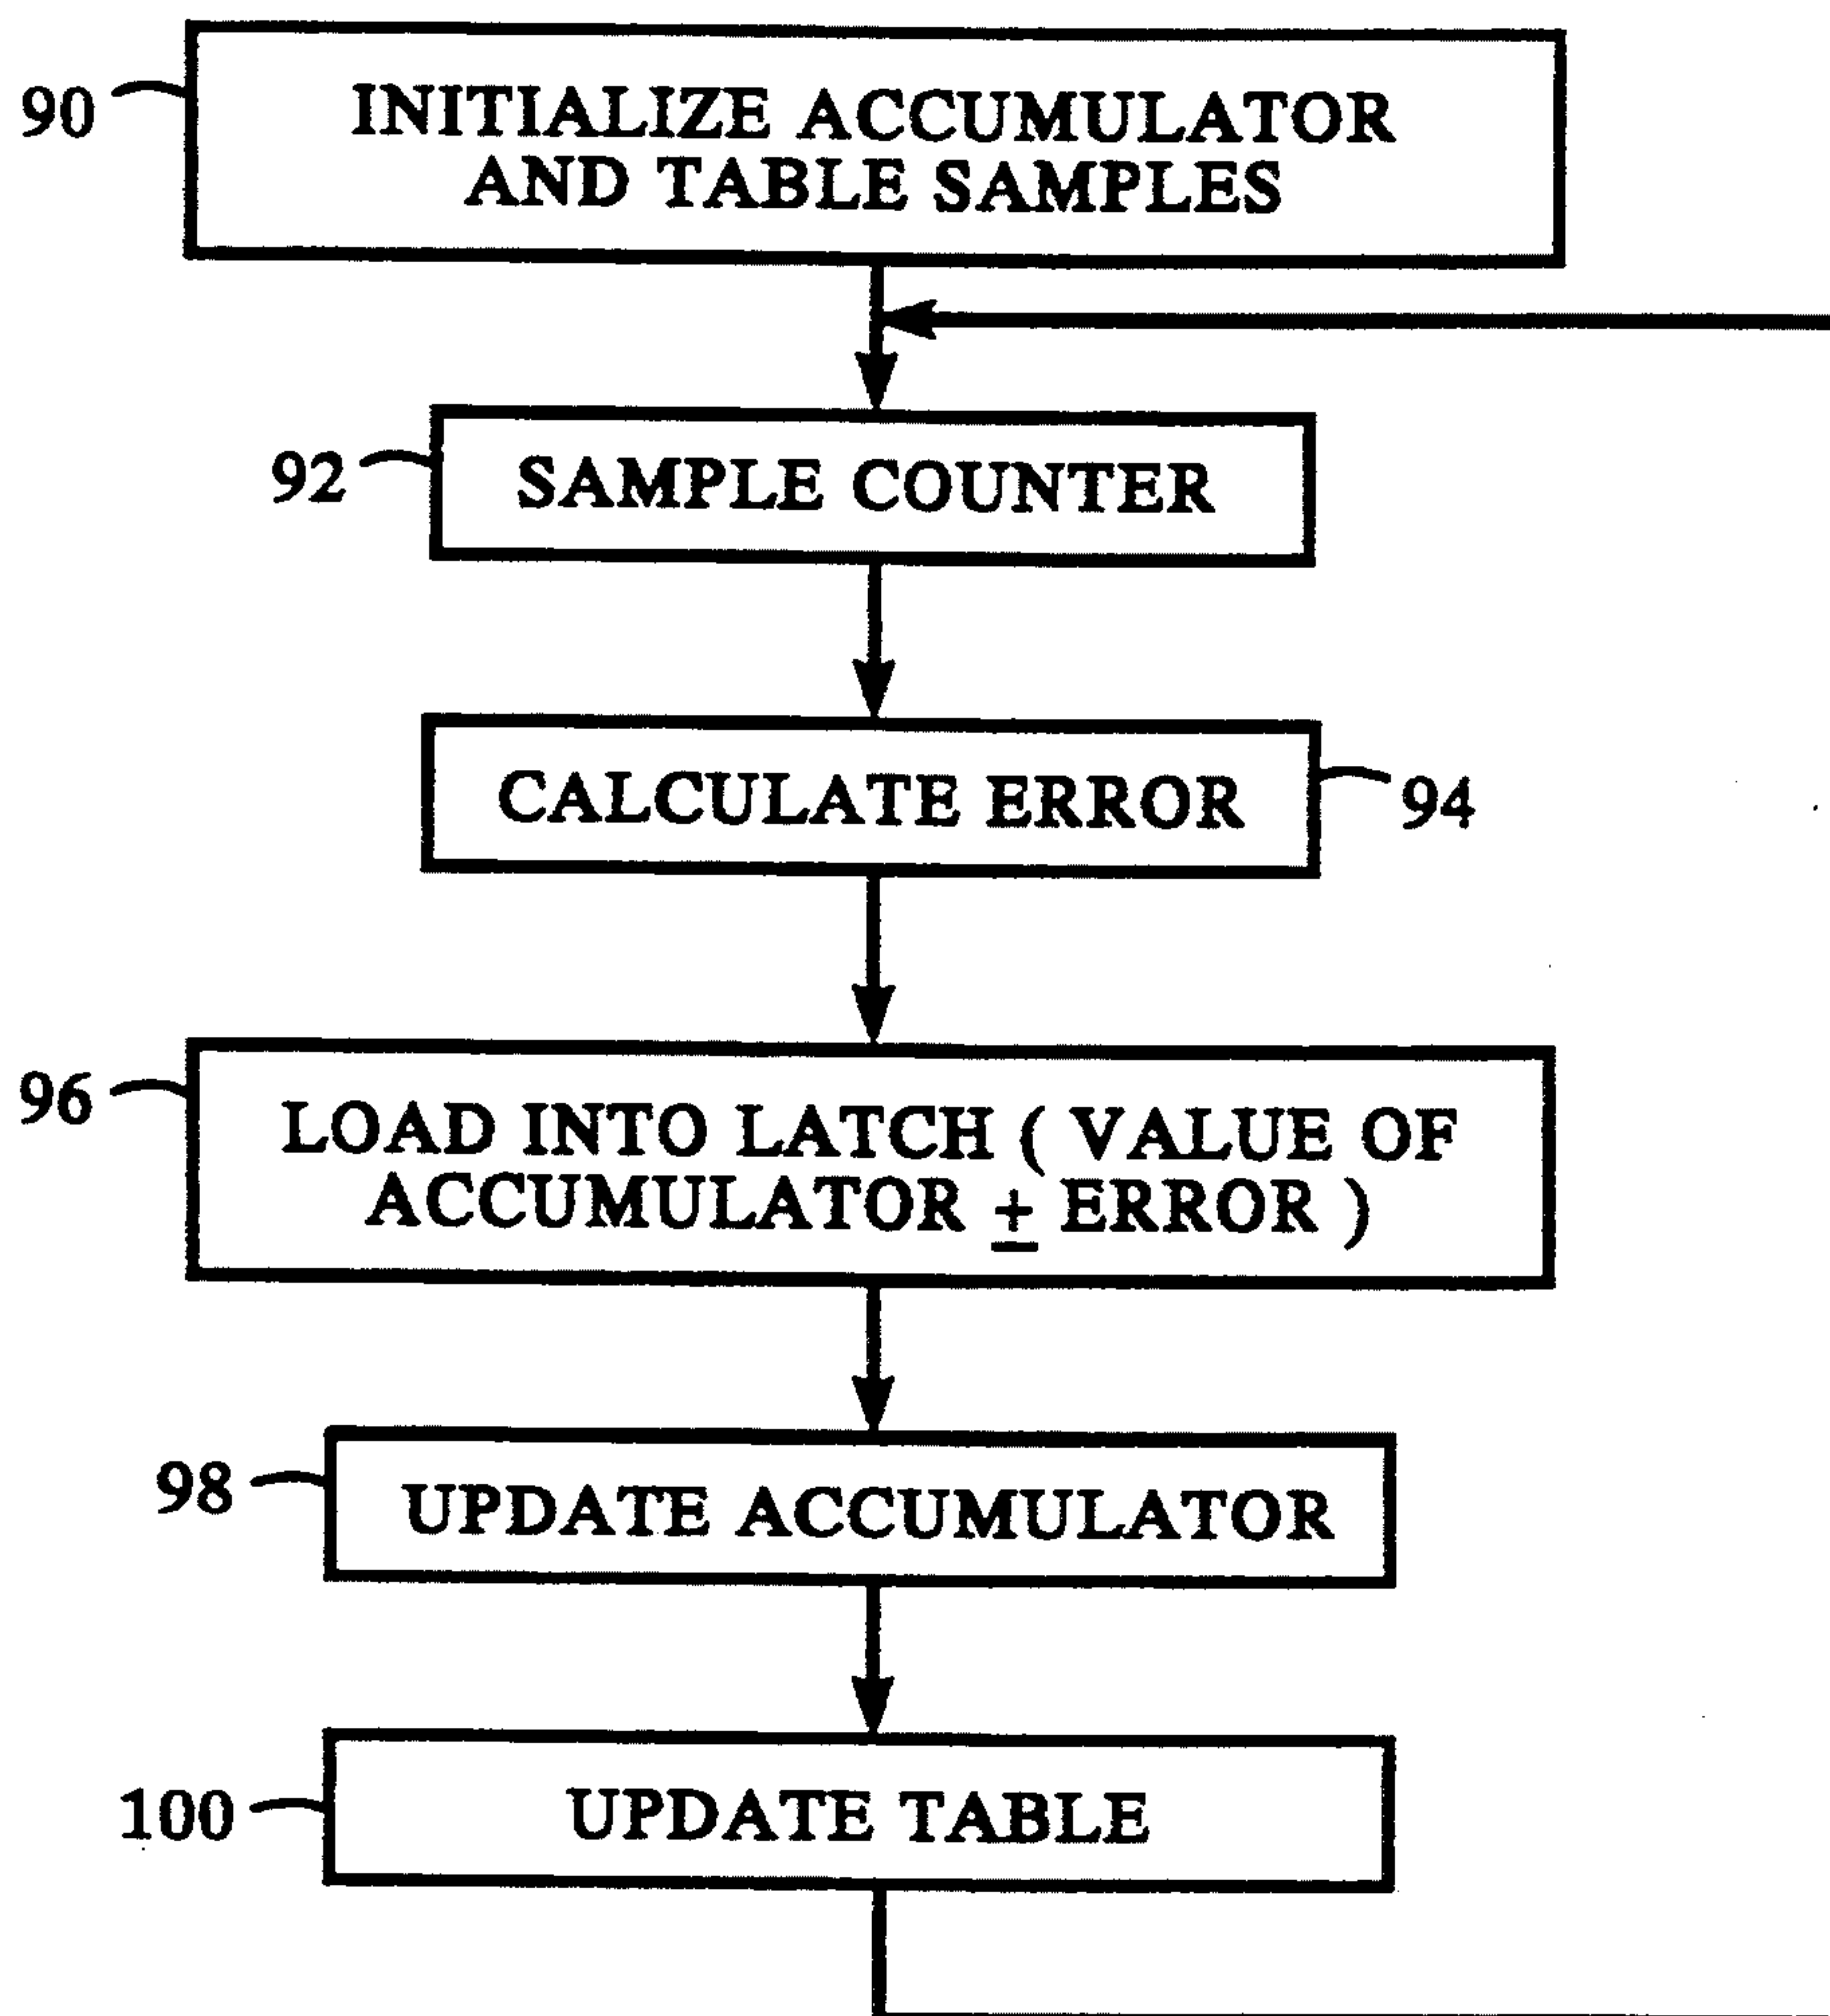 90
INITIALIZE ACCUMULATOR
AND TABLE SAMPLES
92
SAMPLE COUNTER
CALCULATE ERROR
94
96
LOAD INTO LATCH ( VALUE OF
ACCUMULATOR ± ERROR )
98
UPDATE ACCUMULATOR
100
UPDATE TABLE